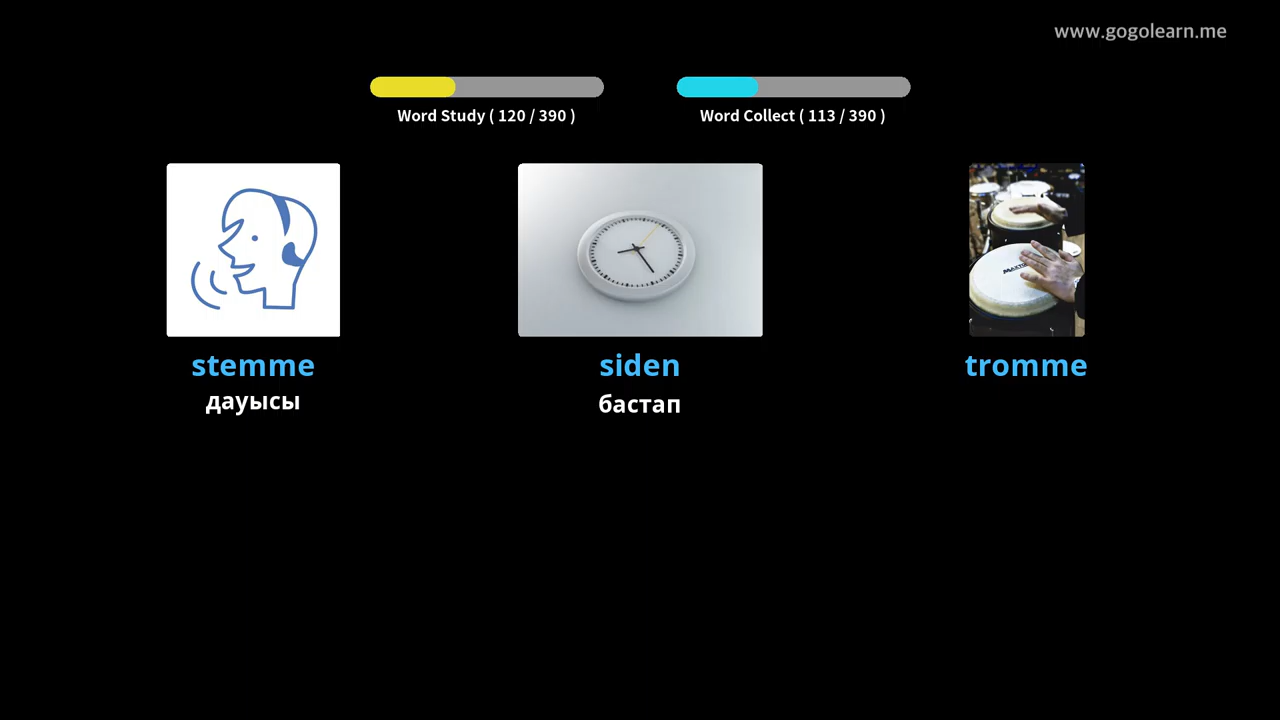 www.gogolearn.me
Word Study ( 120 / 390 )
Word Collect ( 113 / 390 )
stemme
siden
tromme
дауысы
бастап